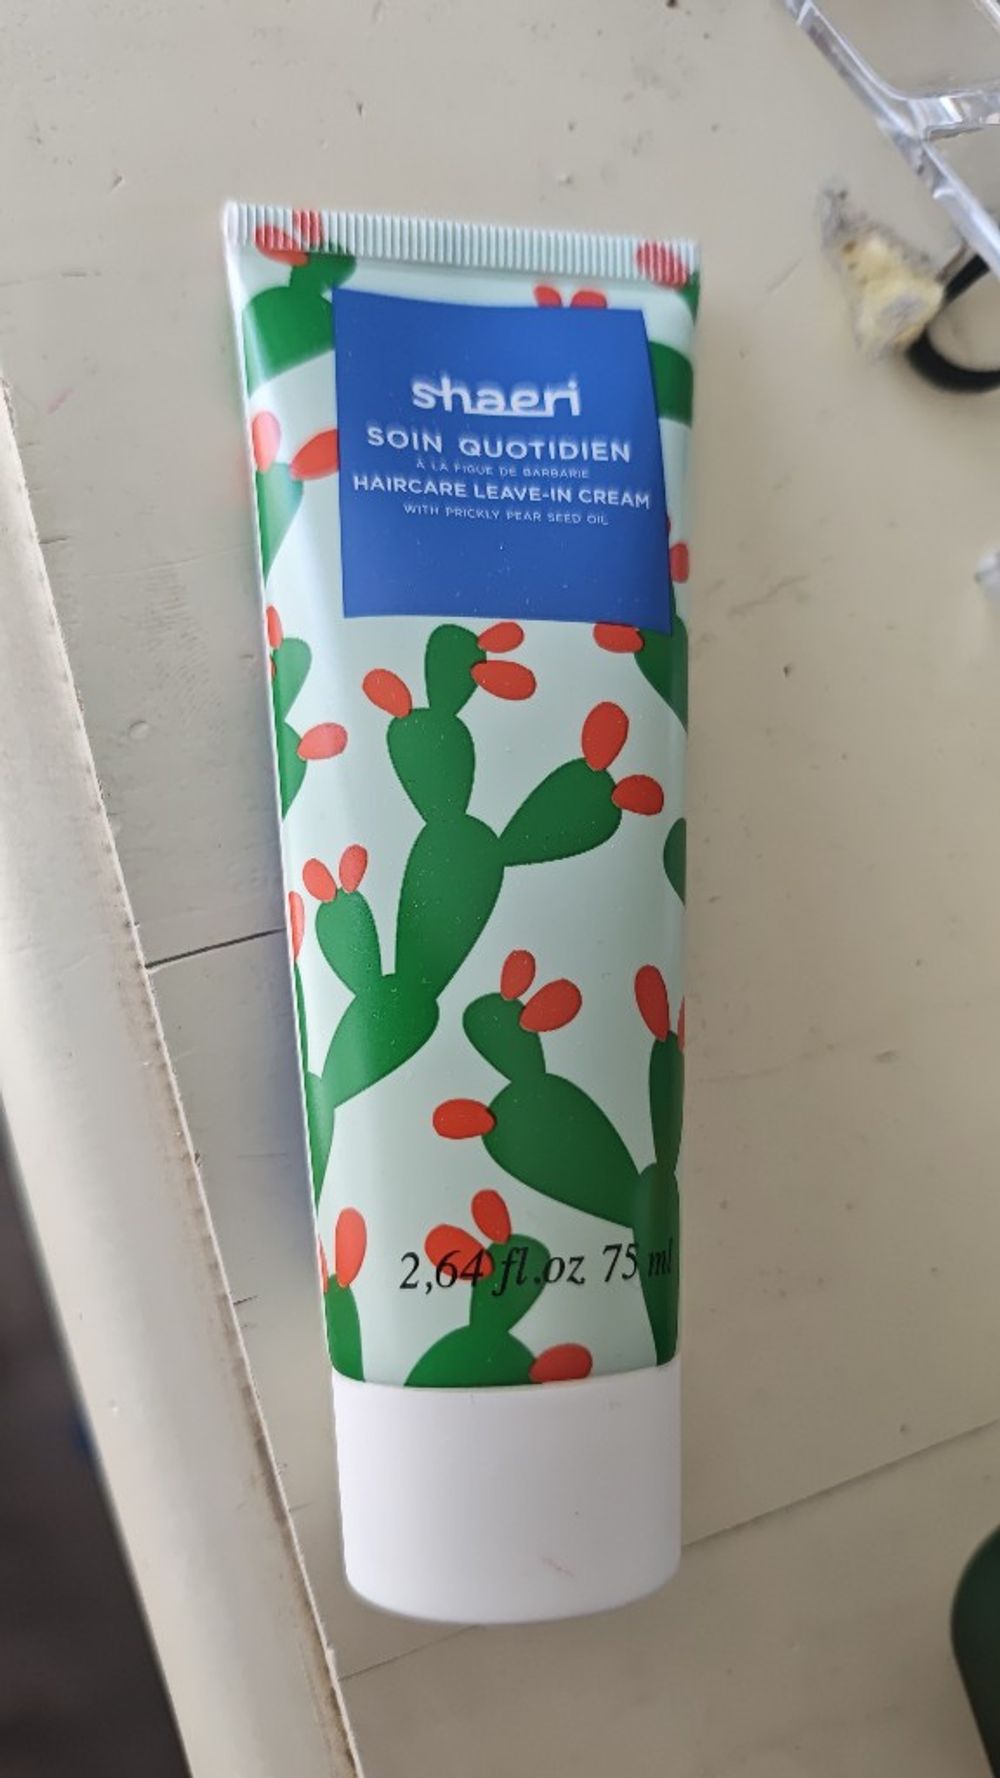 shaeri
SOIN QUOTIDIEN
À LA FIGUE DE BARBARIE
HAIRCARE LEAVE-IN CREAM
WITH PRICKLY PEAR SEED OIL
2,64 fl.oz 75 ml